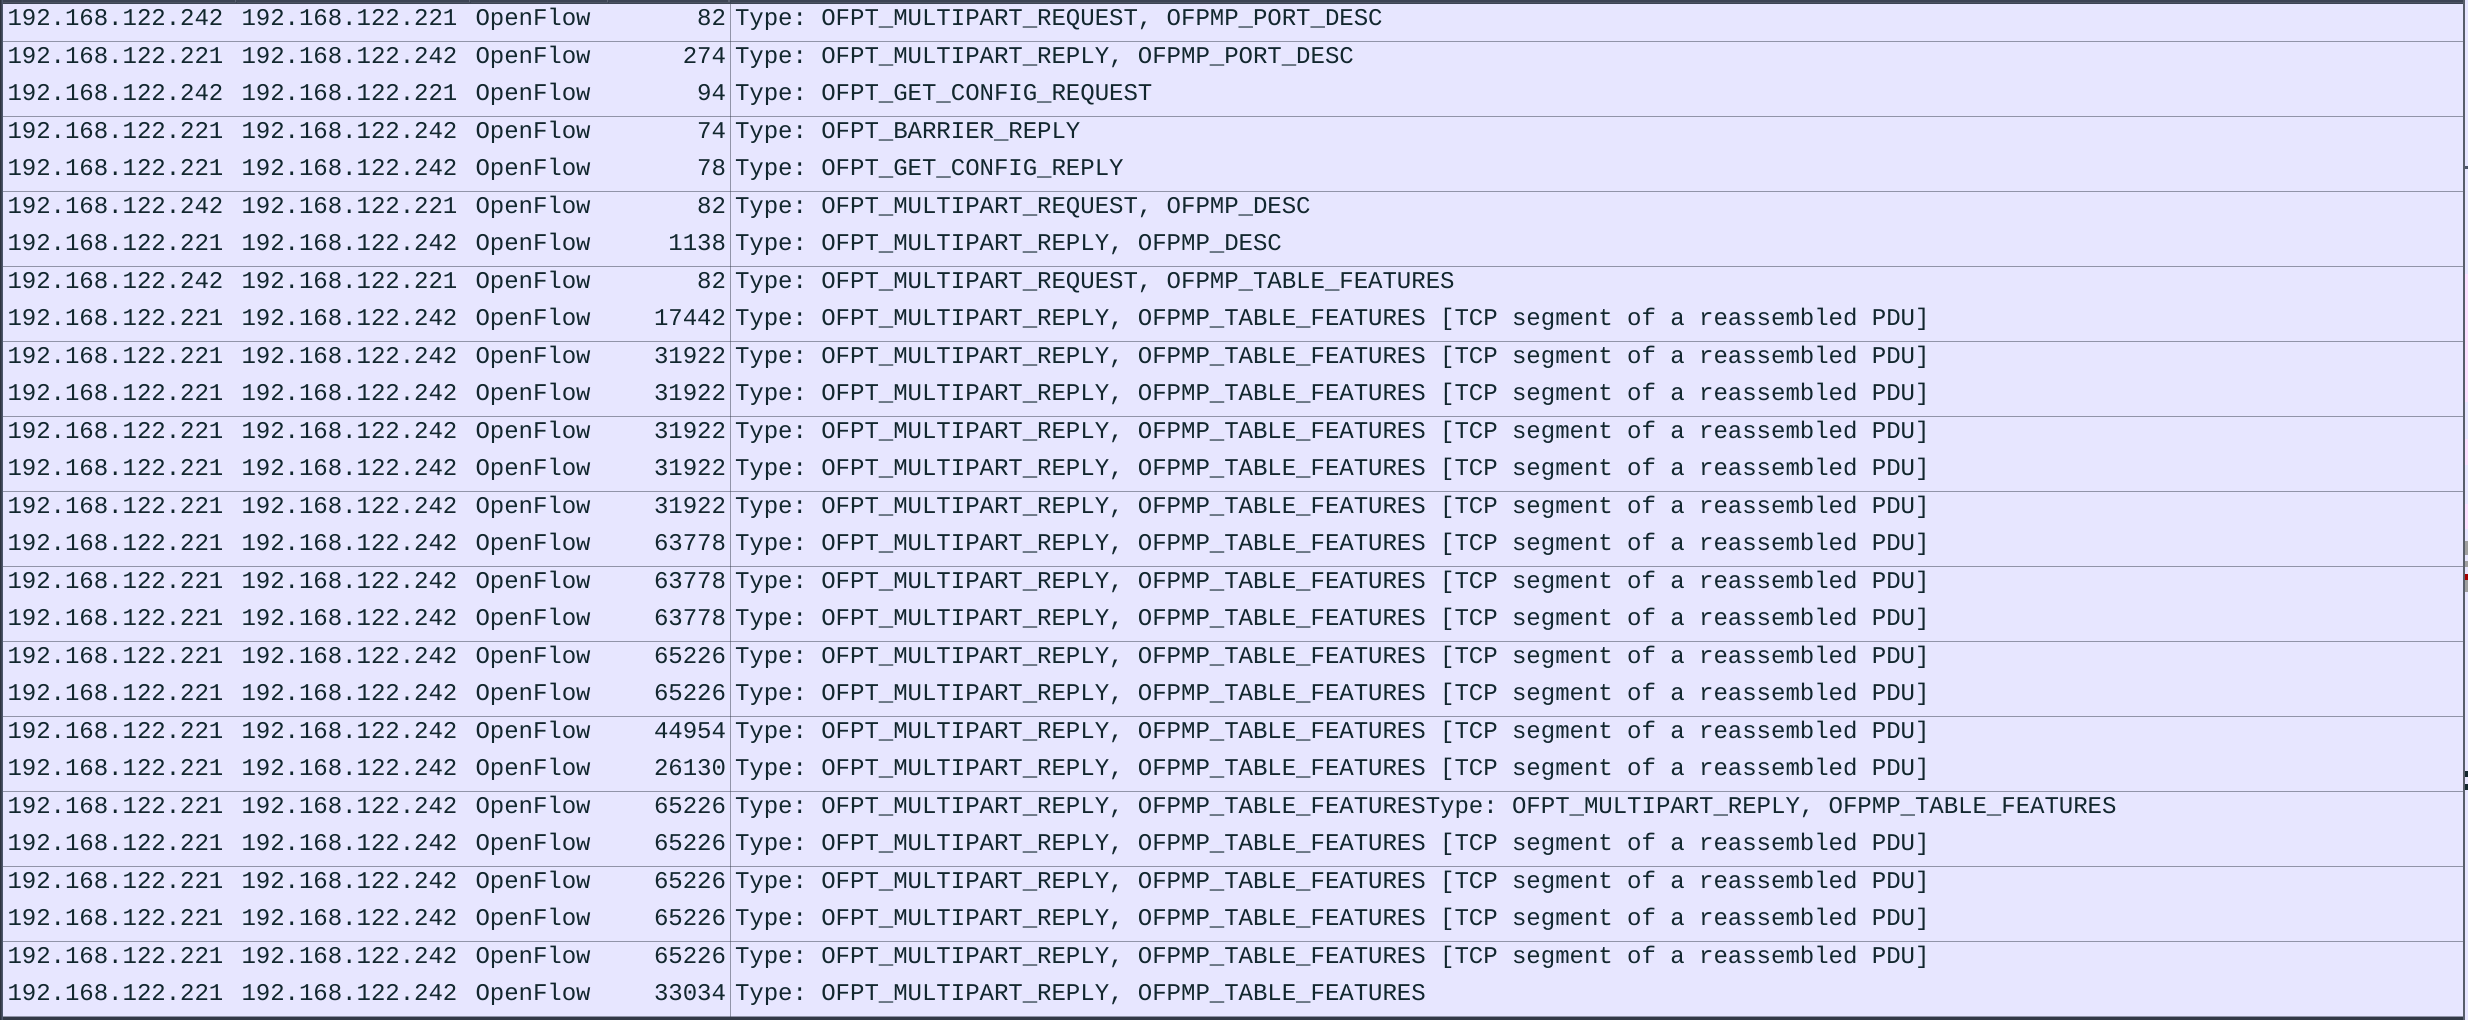 192.168.122.242 192.168.122.221 OpenFlow 82 Type: OFPT_MULTIPART_REQUEST, OFPMP_PORT_DESC
192.168.122.221 192.168.122.242 OpenFlow 274 Type: OFPT_MULTIPART_REPLY, OFPMP_PORT_DESC
192.168.122.242 192.168.122.221 OpenFlow 94 Type: OFPT_GET_CONFIG_REQUEST
192.168.122.221 192.168.122.242 OpenFlow 74 Type: OFPT_BARRIER_REPLY
192.168.122.221 192.168.122.242 OpenFlow 78 Type: OFPT_GET_CONFIG_REPLY
192.168.122.242 192.168.122.221 OpenFlow 82 Type: OFPT_MULTIPART_REQUEST, OFPMP_DESC
192.168.122.221 192.168.122.242 OpenFlow 1138 Type: OFPT_MULTIPART_REPLY, OFPMP_DESC
192.168.122.242 192.168.122.221 OpenFlow 82 Type: OFPT_MULTIPART_REQUEST, OFPMP_TABLE_FEATURES
192.168.122.221 192.168.122.242 OpenFlow 17442 Type: OFPT_MULTIPART_REPLY, OFPMP_TABLE_FEATURES [TCP segment of a reassembled PDU]
192.168.122.221 192.168.122.242 OpenFlow 31922 Type: OFPT_MULTIPART_REPLY, OFPMP_TABLE_FEATURES [TCP segment of a reassembled PDU]
192.168.122.221 192.168.122.242 OpenFlow 31922 Type: OFPT_MULTIPART_REPLY, OFPMP_TABLE_FEATURES [TCP segment of a reassembled PDU]
192.168.122.221 192.168.122.242 OpenFlow 31922 Type: OFPT_MULTIPART_REPLY, OFPMP_TABLE_FEATURES [TCP segment of a reassembled PDU]
192.168.122.221 192.168.122.242 OpenFlow 31922 Type: OFPT_MULTIPART_REPLY, OFPMP_TABLE_FEATURES [TCP segment of a reassembled PDU]
192.168.122.221 192.168.122.242 OpenFlow 31922 Type: OFPT_MULTIPART_REPLY, OFPMP_TABLE_FEATURES [TCP segment of a reassembled PDU]
192.168.122.221 192.168.122.242 OpenFlow 63778 Type: OFPT_MULTIPART_REPLY, OFPMP_TABLE_FEATURES [TCP segment of a reassembled PDU]
192.168.122.221 192.168.122.242 OpenFlow 63778 Type: OFPT_MULTIPART_REPLY, OFPMP_TABLE_FEATURES [TCP segment of a reassembled PDU]
192.168.122.221 192.168.122.242 OpenFlow 63778 Type: OFPT_MULTIPART_REPLY, OFPMP_TABLE_FEATURES [TCP segment of a reassembled PDU]
192.168.122.221 192.168.122.242 OpenFlow 65226 Type: OFPT_MULTIPART_REPLY, OFPMP_TABLE_FEATURES [TCP segment of a reassembled PDU]
192.168.122.221 192.168.122.242 OpenFlow 65226 Type: OFPT_MULTIPART_REPLY, OFPMP_TABLE_FEATURES [TCP segment of a reassembled PDU]
192.168.122.221 192.168.122.242 OpenFlow 44954 Type: OFPT_MULTIPART_REPLY, OFPMP_TABLE_FEATURES [TCP segment of a reassembled PDU]
192.168.122.221 192.168.122.242 OpenFlow 26130 Type: OFPT_MULTIPART_REPLY, OFPMP_TABLE_FEATURES [TCP segment of a reassembled PDU]
192.168.122.221 192.168.122.242 OpenFlow 65226 Type: OFPT_MULTIPART_REPLY, OFPMP_TABLE_FEATURESType: OFPT_MULTIPART_REPLY, OFPMP_TABLE_FEATURES
192.168.122.221 192.168.122.242 OpenFlow 65226 Type: OFPT_MULTIPART_REPLY, OFPMP_TABLE_FEATURES [TCP segment of a reassembled PDU]
192.168.122.221 192.168.122.242 OpenFlow 65226 Type: OFPT_MULTIPART_REPLY, OFPMP_TABLE_FEATURES [TCP segment of a reassembled PDU]
192.168.122.221 192.168.122.242 OpenFlow 65226 Type: OFPT_MULTIPART_REPLY, OFPMP_TABLE_FEATURES [TCP segment of a reassembled PDU]
192.168.122.221 192.168.122.242 OpenFlow 65226 Type: OFPT_MULTIPART_REPLY, OFPMP_TABLE_FEATURES [TCP segment of a reassembled PDU]
192.168.122.221 192.168.122.242 OpenFlow 33034 Type: OFPT_MULTIPART_REPLY, OFPMP_TABLE_FEATURES